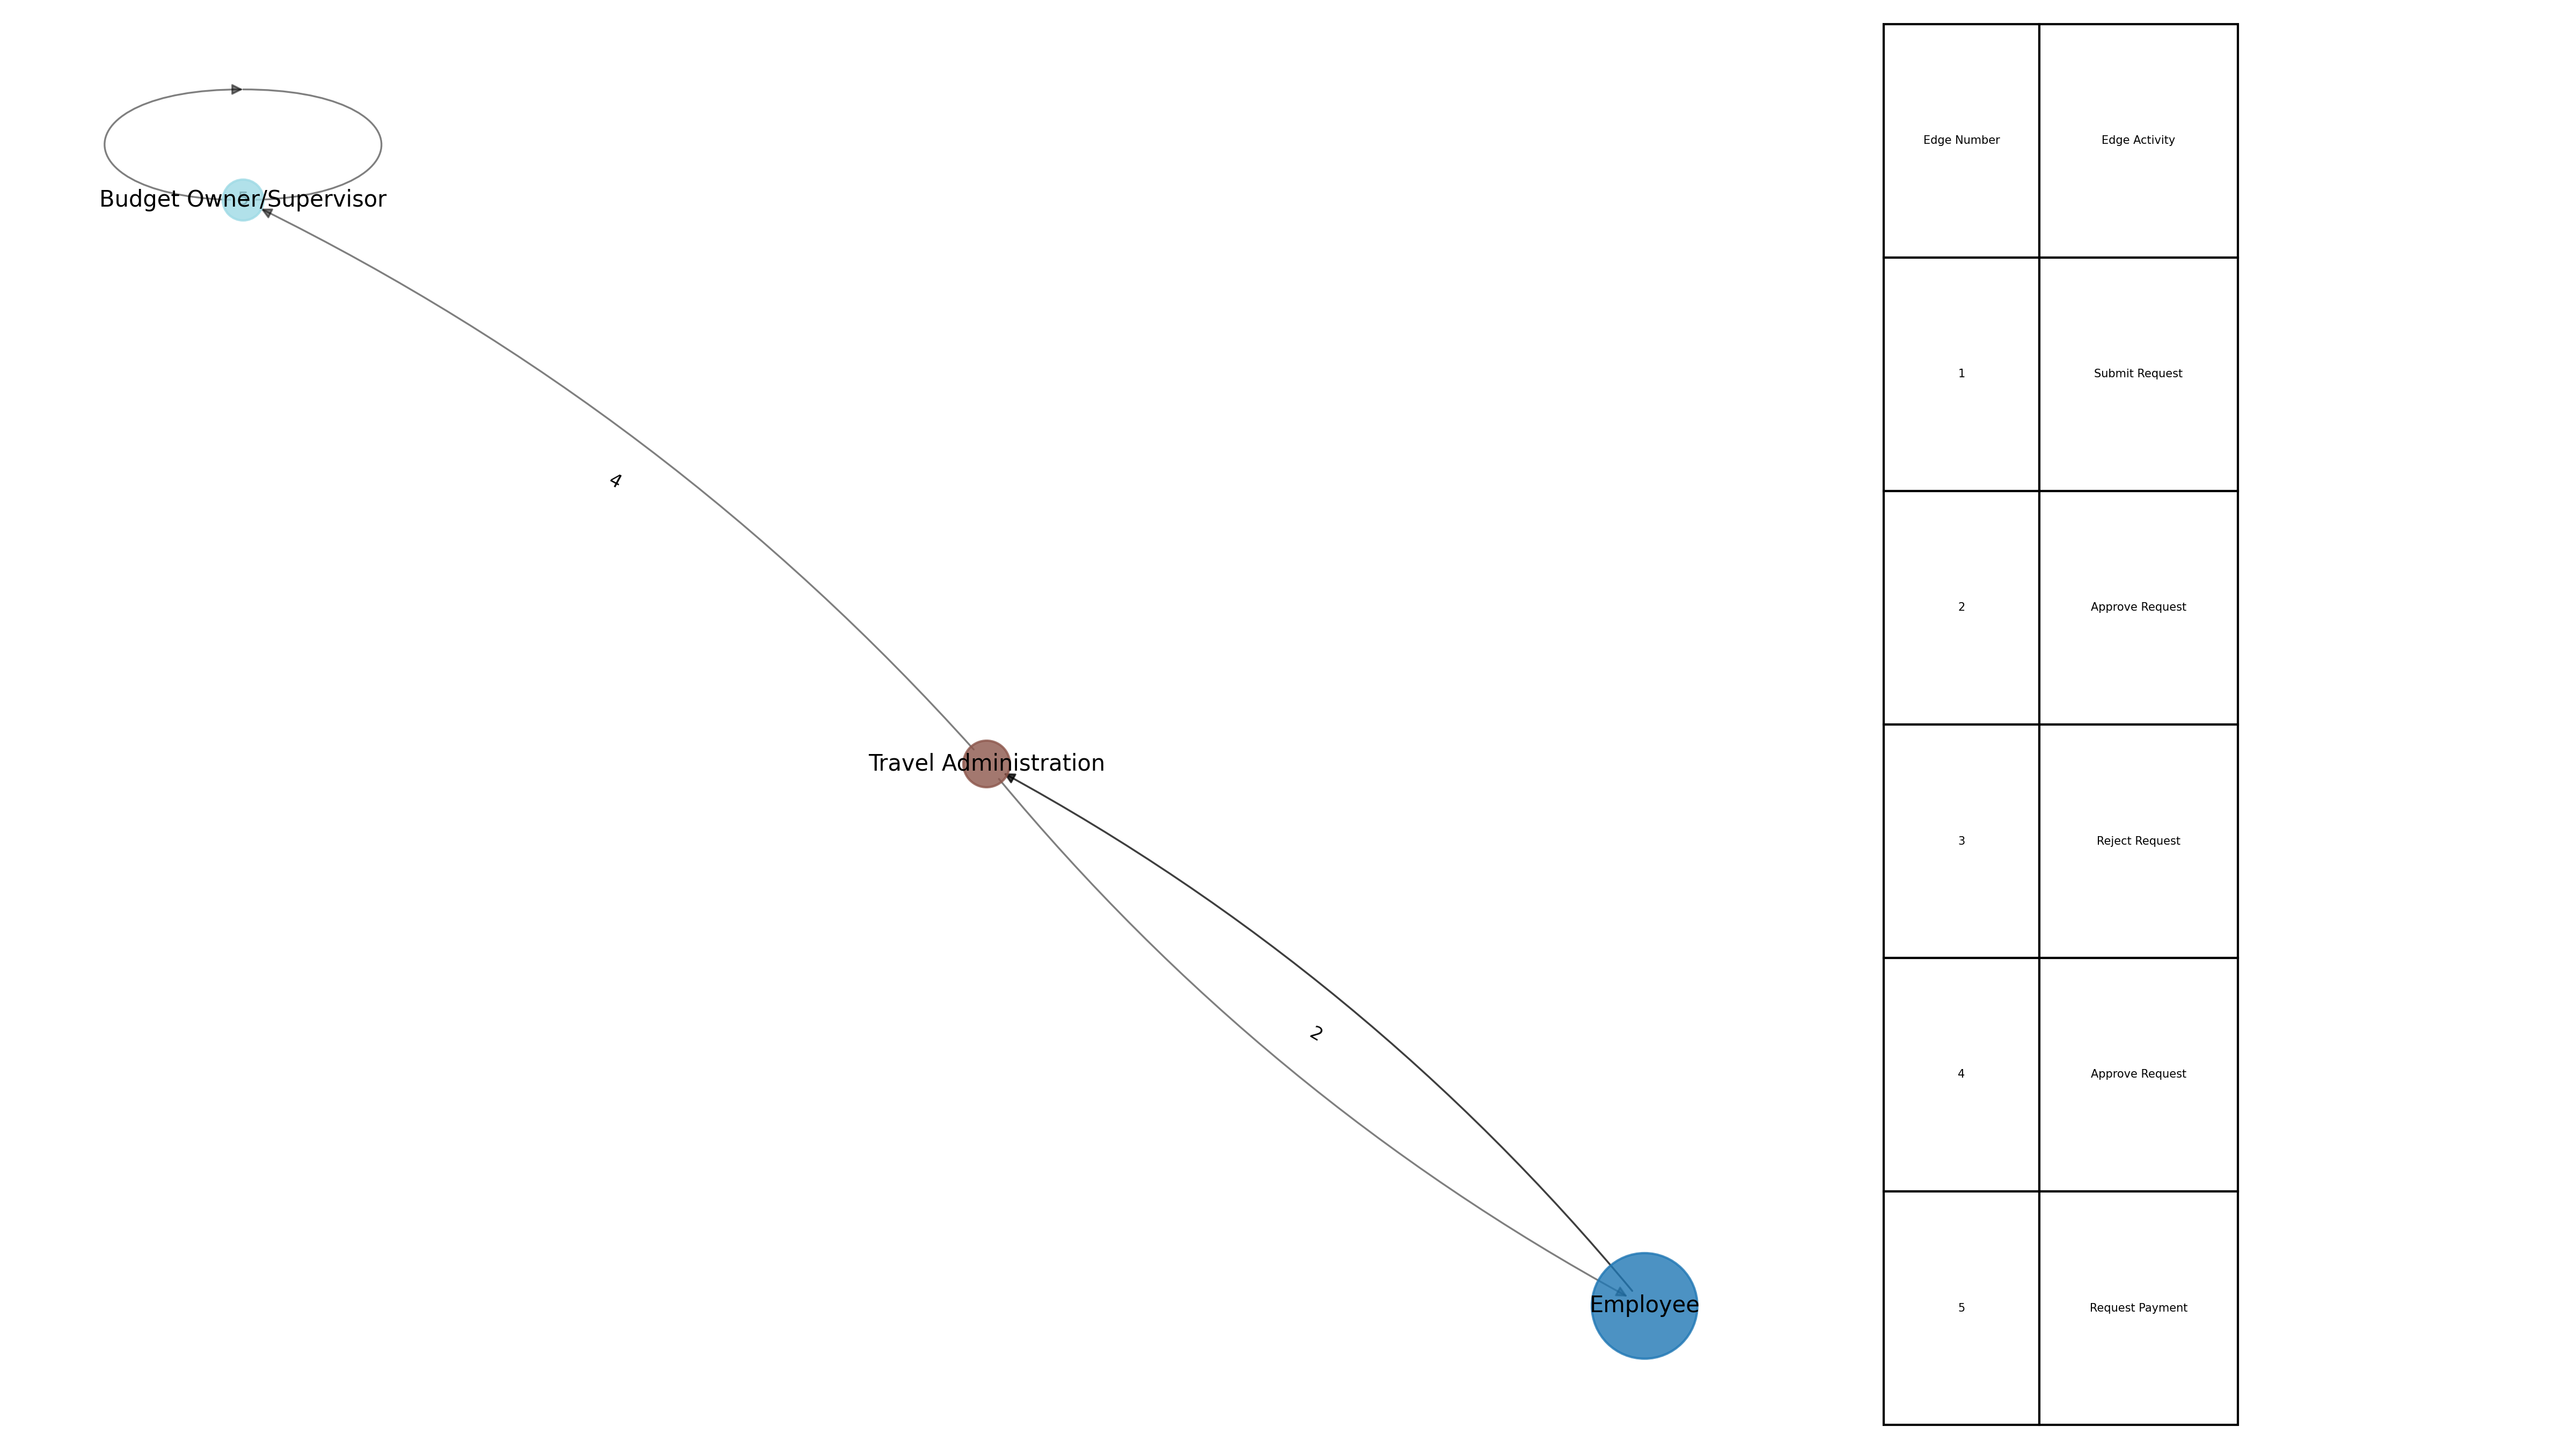 Budget Owner/Supervisor
4
Travel Administration
2
Employee
Edge Number Edge Activity
1 Submit Request
2 Approve Request
3 Reject Request
4 Approve Request
5 Request Payment